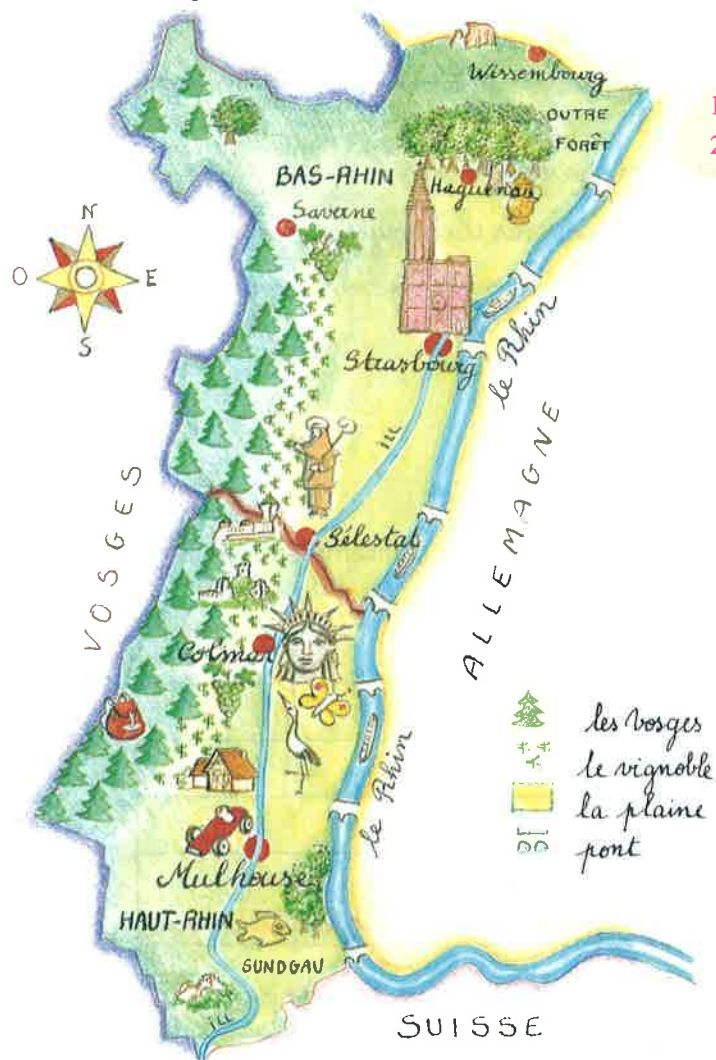 Wissembourg
OUTRE
FORÊT
BAS-RHIN
Haguenau
Saverne
N
O
E
S
Strasbourg
le Rhin
ILL
VOSGES
ALLEMAGNE
Sélestat
Colmar
les Vosges
le vignoble
la plaine
pont
le Rhin
Mulhouse
HAUT-RHIN
SUNDGAU
ILL
SUISSE